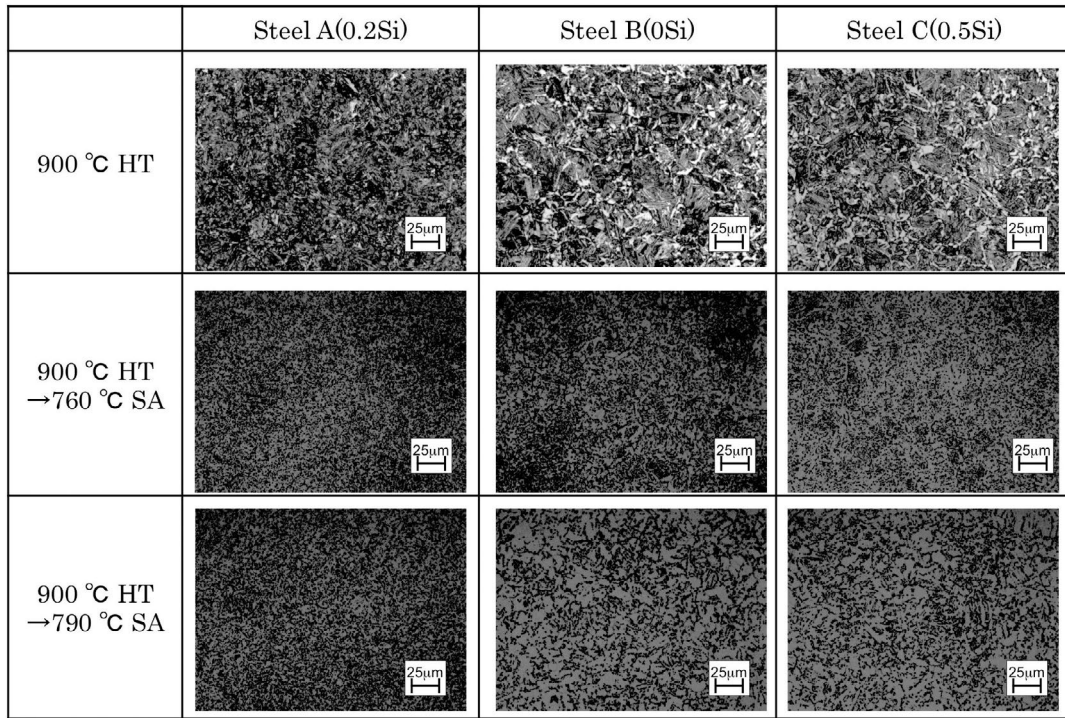 Steel A(0.2Si)
Steel B(0Si)
Steel C(0.5Si)
900 ℃ HT
25μm
25μm
25μm
900 ℃ HT
→760 ℃ SA
25μm
25μm
25μm
900 ℃ HT
→790 ℃ SA
25μm
25μm
25μm